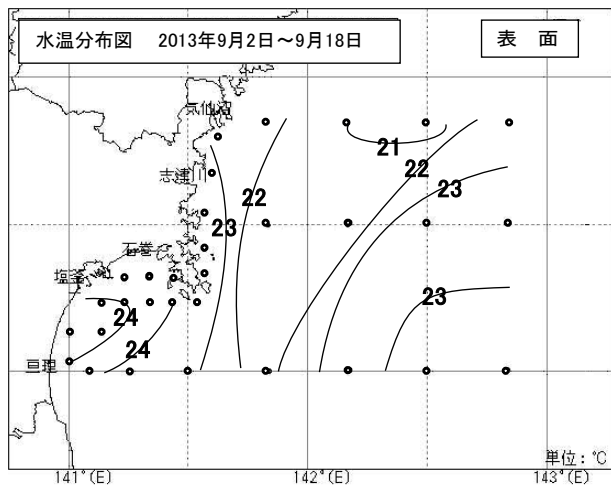 水温分布図 2013年9月2日～9月18日
表 面
気仙沼
21
志津川
22
22
23
23
石巻
塩釜
23
24
24
亘理
単位：℃
141°(E)
142°(E)
143°(E)